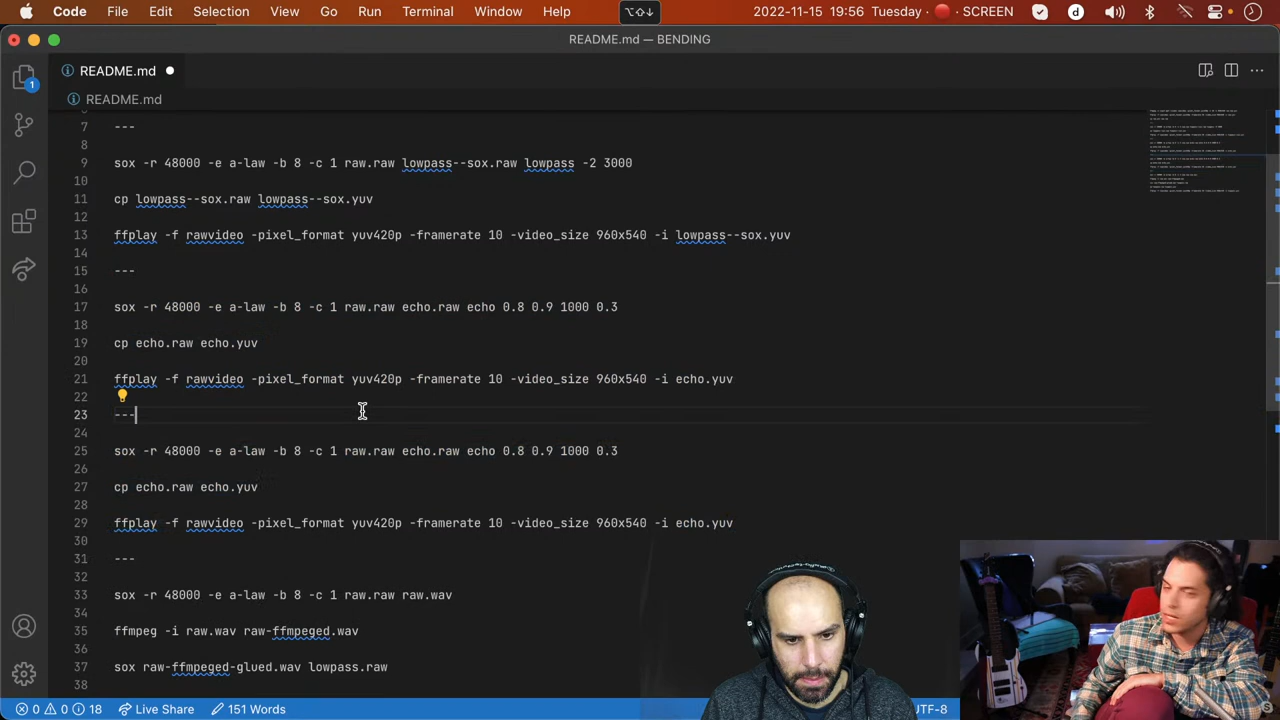 Code File Edit Selection View Go Run Terminal Window Help 2022-11-15 19:56 Tuesday SCREEN
README.md — BENDING
README.md
README.md
7 ---
8
9 sox -r 48000 -e a-law -b 8 -c 1 raw.raw lowpass--sox.raw lowpass -2 3000
10
11 cp lowpass--sox.raw lowpass--sox.yuv
12
13 ffplay -f rawvideo -pixel_format yuv420p -framerate 10 -video_size 960x540 -i lowpass--sox.yuv
14
15 ---
16
17 sox -r 48000 -e a-law -b 8 -c 1 raw.raw echo.raw echo 0.8 0.9 1000 0.3
18
19 cp echo.raw echo.yuv
20
21 ffplay -f rawvideo -pixel_format yuv420p -framerate 10 -video_size 960x540 -i echo.yuv
22
23 ---
24
25 sox -r 48000 -e a-law -b 8 -c 1 raw.raw echo.raw echo 0.8 0.9 1000 0.3
26
27 cp echo.raw echo.yuv
28
29 ffplay -f rawvideo -pixel_format yuv420p -framerate 10 -video_size 960x540 -i echo.yuv
30
31 ---
32
33 sox -r 48000 -e a-law -b 8 -c 1 raw.raw raw.wav
34
35 ffmpeg -i raw.wav raw-ffmpeged.wav
36
37 sox raw-ffmpeged-glued.wav lowpass.raw
38
0 0 18 Live Share 151 Words UTF-8